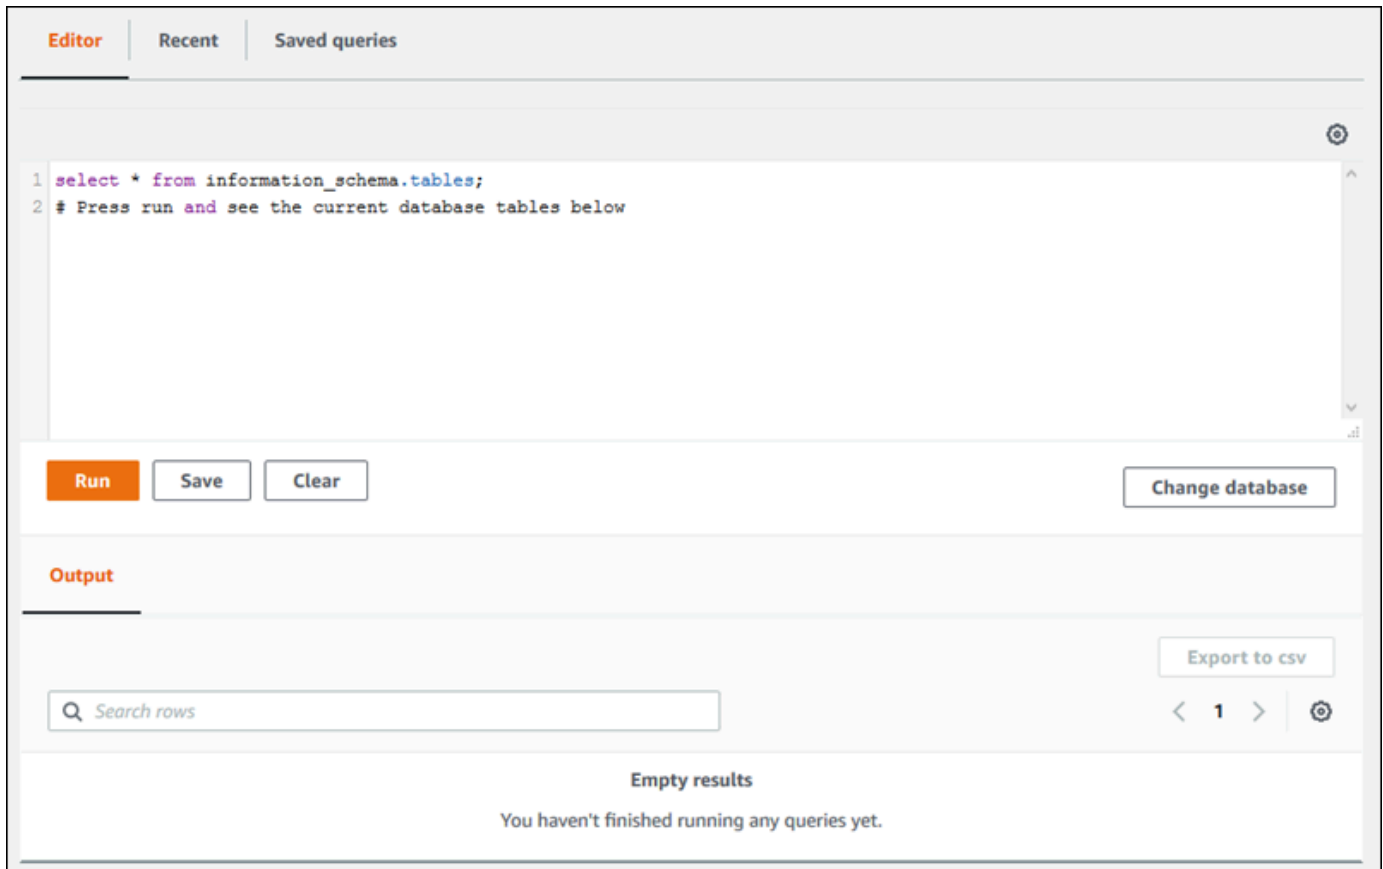 Editor Recent Saved queries
1 select * from information_schema.tables;
2 # Press run and see the current database tables below
Run Save Clear Change database
Output
Export to csv
Search rows 1
Empty results
You haven't finished running any queries yet.